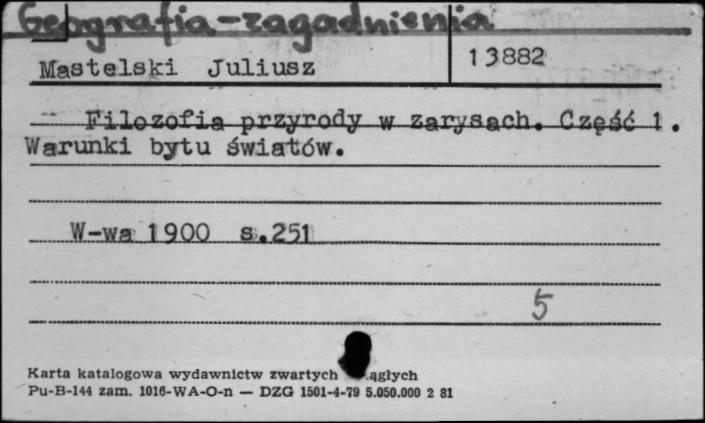 Geografia-zagadnienia
Mastelski Juliusz 13882
Filozofia przyrody w zarysach. Część 1.
Warunki bytu światów.
W-wa 1900 s.251
5
Karta katalogowa wydawnictw zwartych ągłych
Pu-B-144 zam. 1016-WA-O-n — DZG 1501-4-79 5.050.000 2 81